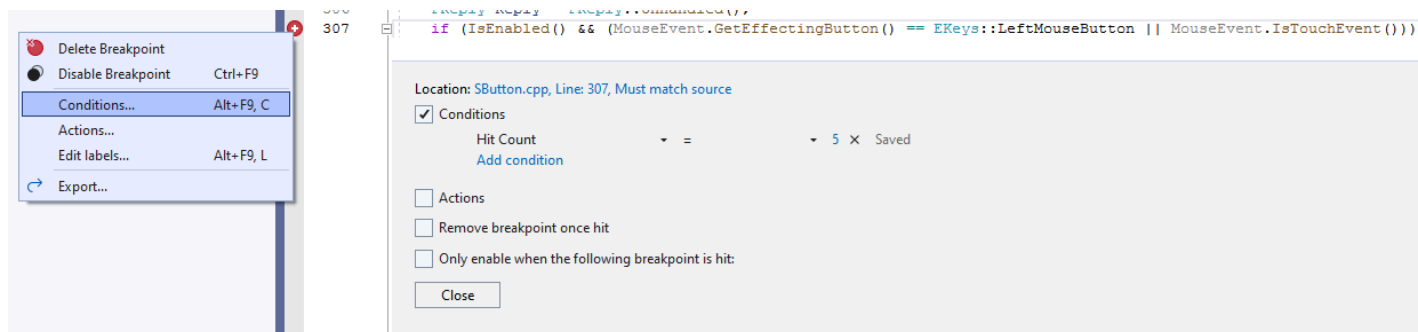 Delete Breakpoint
Disable Breakpoint Ctrl+F9
Conditions... Alt+F9, C
Actions...
Edit labels... Alt+F9, L
Export...
307 if (IsEnabled() && (MouseEvent.GetEffectingButton() == EKeys::LeftMouseButton || MouseEvent.IsTouchEvent()))
Location: SButton.cpp, Line: 307, Must match source
Conditions
Hit Count = 5 Saved
Add condition
Actions
Remove breakpoint once hit
Only enable when the following breakpoint is hit:
Close